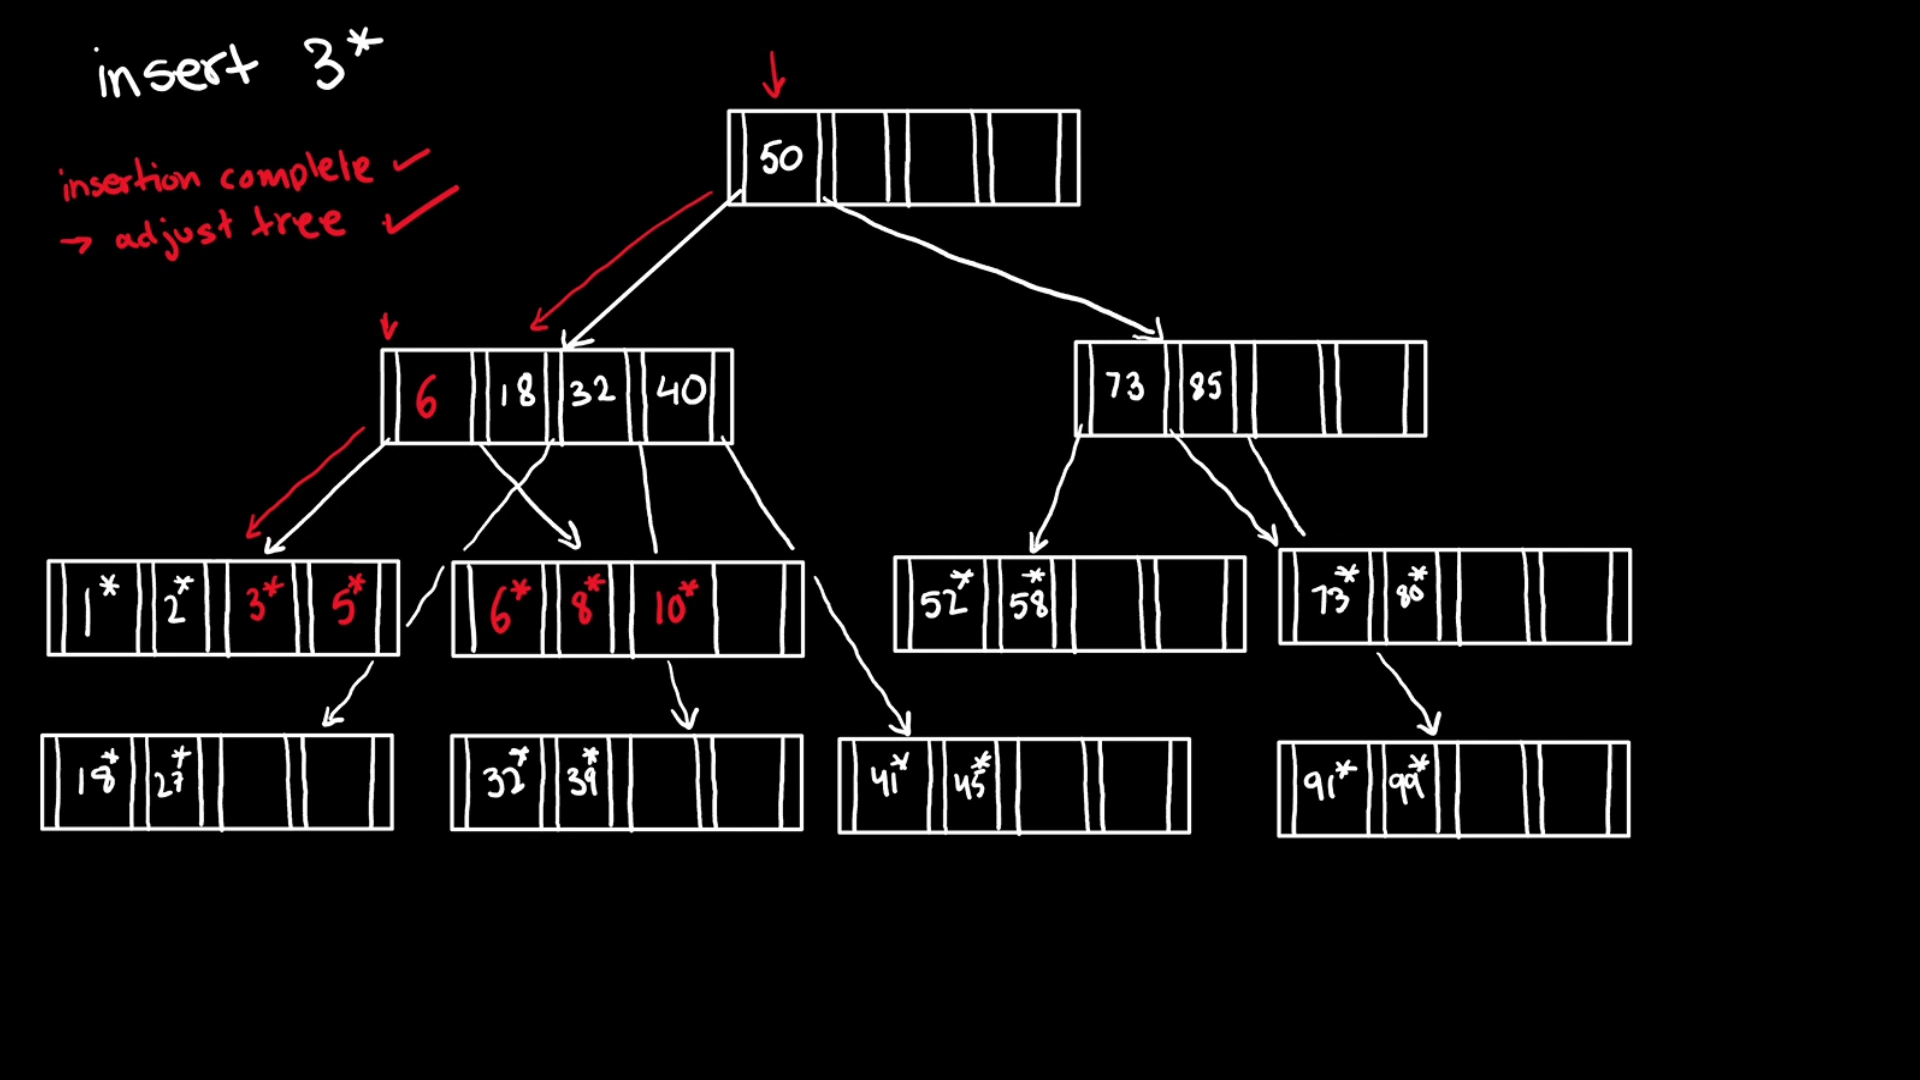 insert 3*
insertion complete ✓
→ adjust tree ✓
50
6 18 32 40
73 85
1* 2* 3* 5*
6* 8* 10*
52* 58*
73* 80*
18* 27*
32* 39*
41* 45*
91* 99*